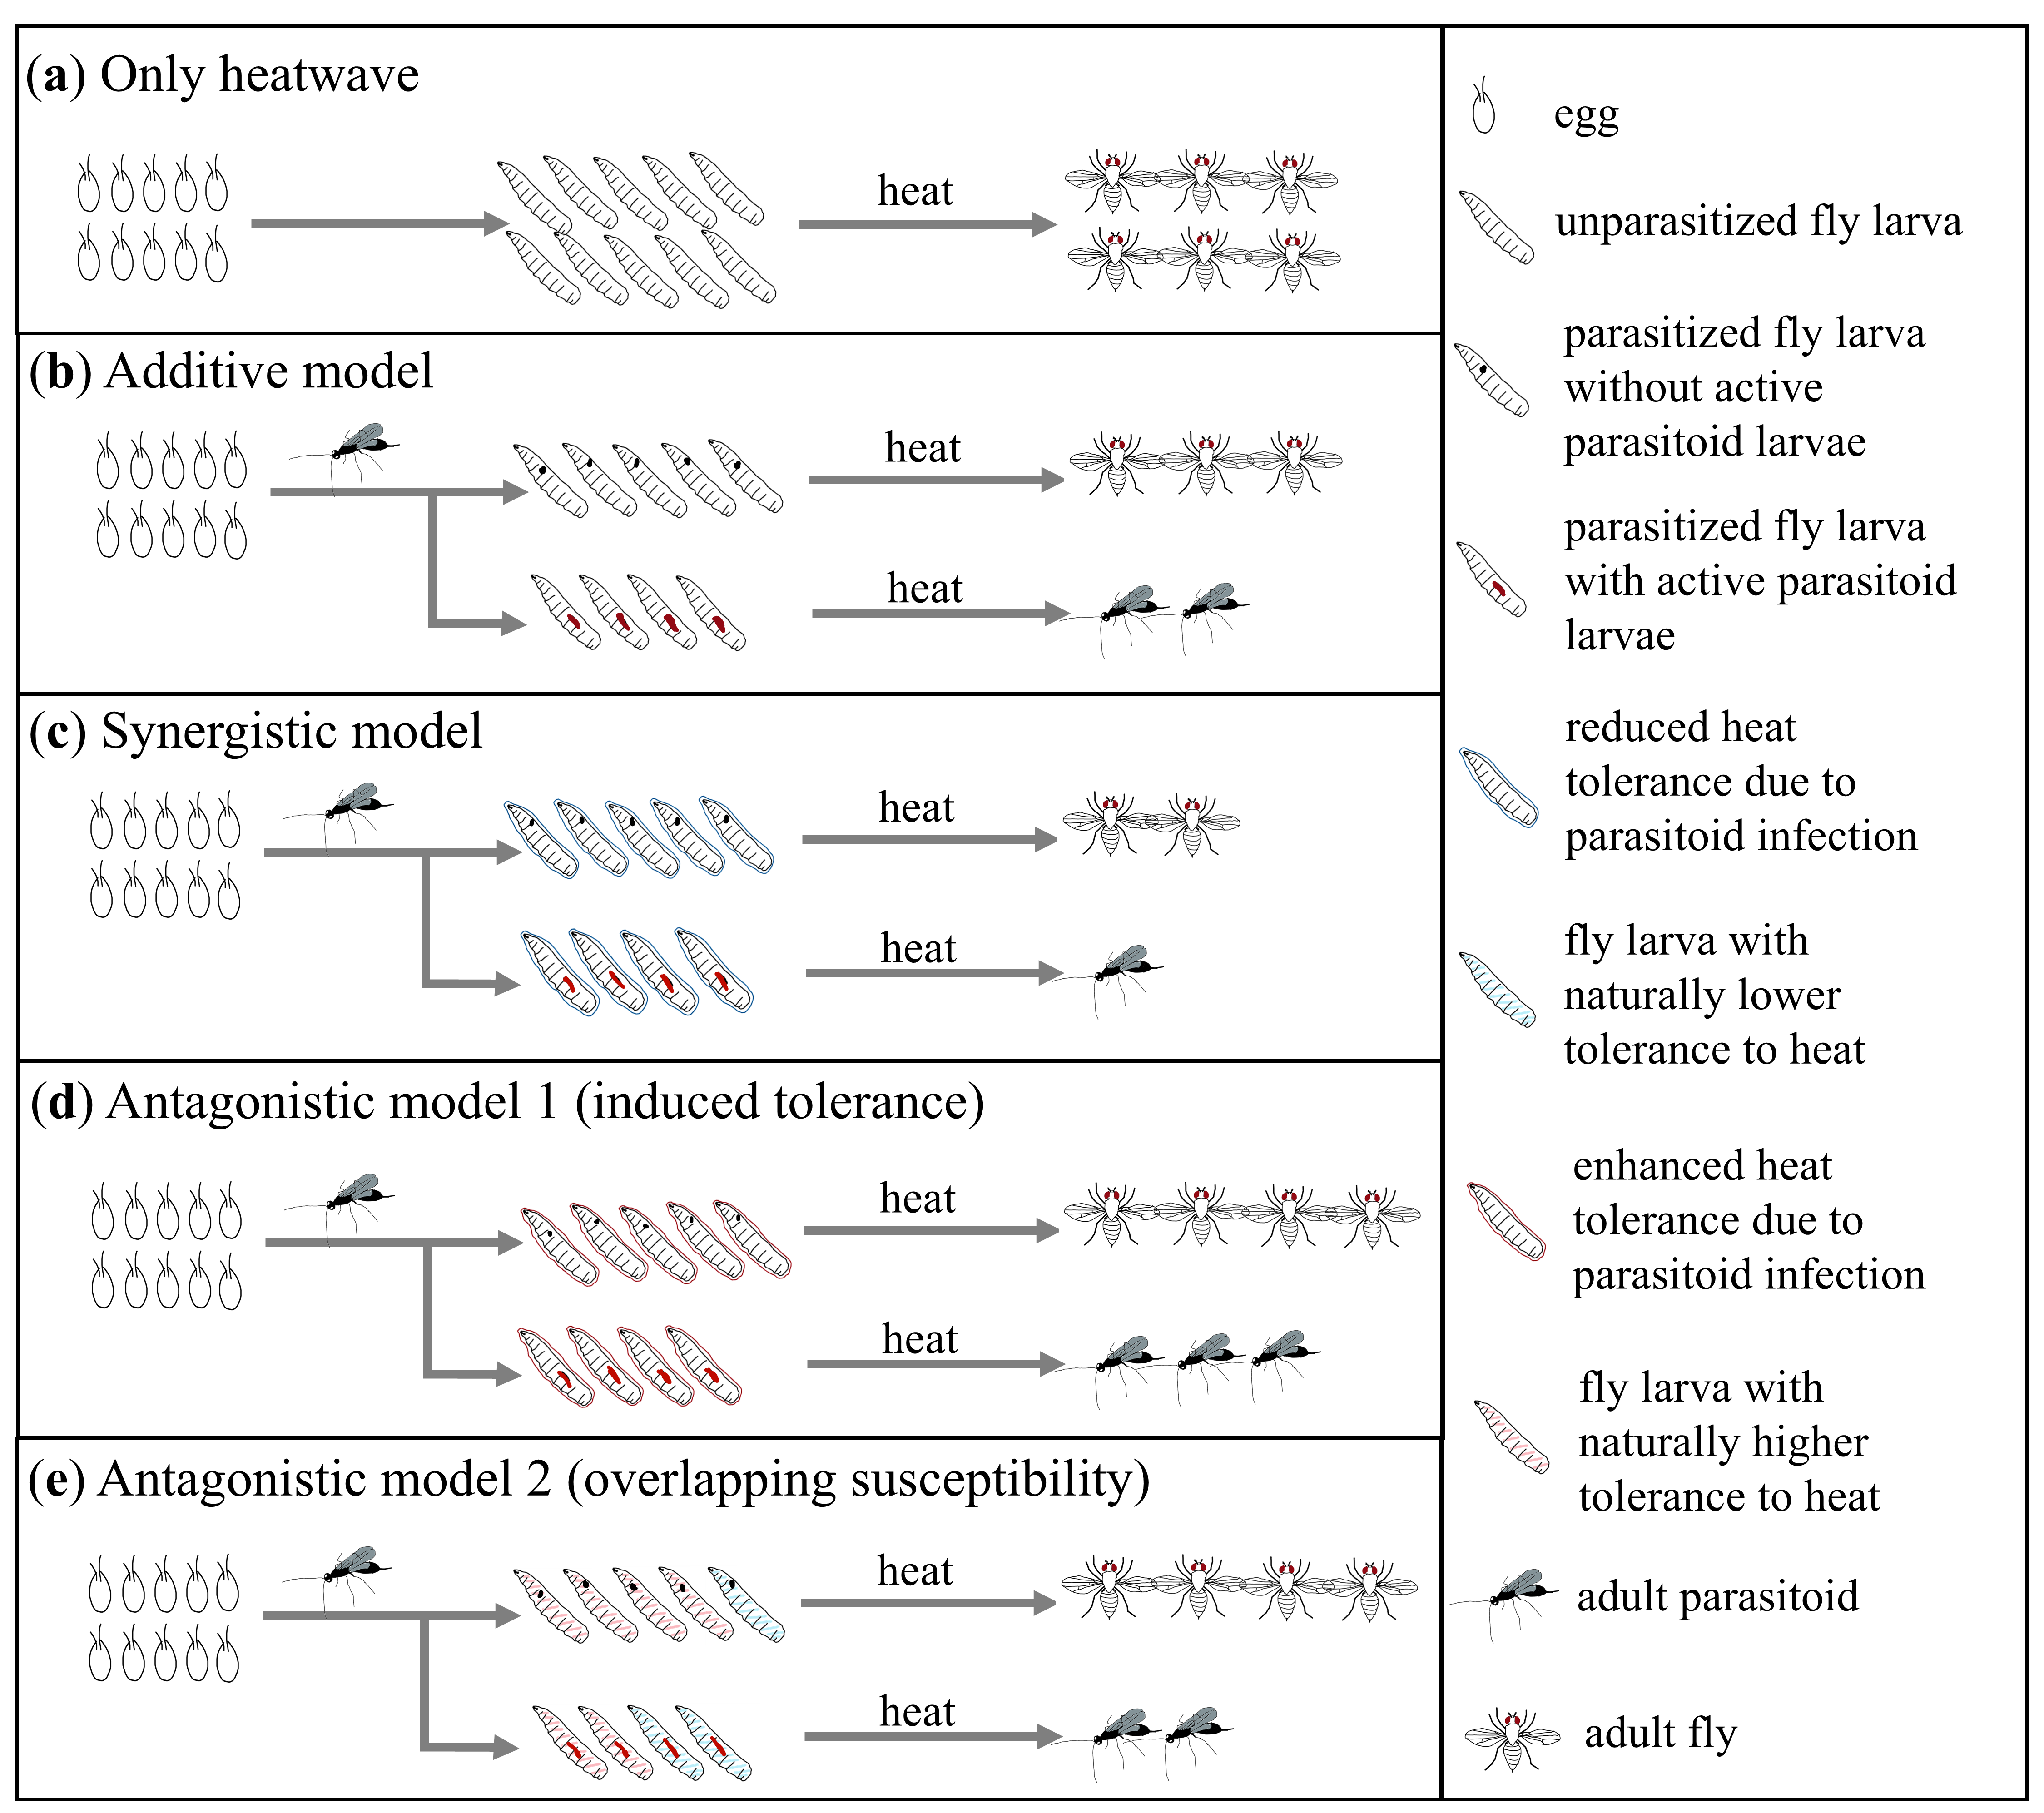 (a) Only heatwave
heat
(b) Additive model
heat
heat
(c) Synergistic model
heat
heat
(d) Antagonistic model 1 (induced tolerance)
heat
heat
(e) Antagonistic model 2 (overlapping susceptibility)
heat
heat
egg
unparasitized fly larva
parasitized fly larva
without active
parasitoid larvae
parasitized fly larva
with active parasitoid
larvae
reduced heat
tolerance due to
parasitoid infection
fly larva with
naturally lower
tolerance to heat
enhanced heat
tolerance due to
parasitoid infection
fly larva with
naturally higher
tolerance to heat
adult parasitoid
adult fly